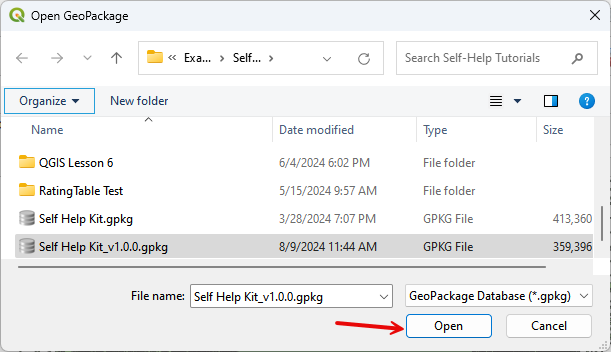 Open GeoPackage
« Exa... Self...
Search Self-Help Tutorials
Organize New folder
Name Date modified Type Size
QGIS Lesson 6 6/4/2024 6:02 PM File folder
RatingTable Test 5/15/2024 9:57 AM File folder
Self Help Kit.gpkg 3/28/2024 7:07 PM GPKG File 413,360
Self Help Kit_v1.0.0.gpkg 8/9/2024 11:44 AM GPKG File 359,396
File name: Self Help Kit_v1.0.0.gpkg GeoPackage Database (*.gpkg)
Open Cancel